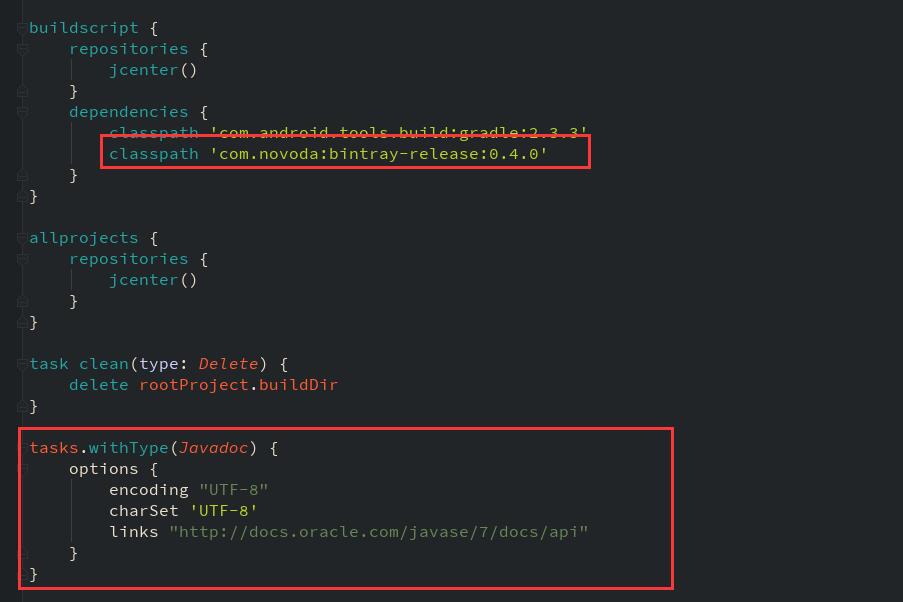 buildscript {
    repositories {
        jcenter()
    }
    dependencies {
        classpath 'com.android.tools.build:gradle:2.3.3'
        classpath 'com.novoda:bintray-release:0.4.0'
    }
}
allprojects {
    repositories {
        jcenter()
    }
}
task clean(type: Delete) {
    delete rootProject.buildDir
}
tasks.withType(Javadoc) {
    options {
        encoding "UTF-8"
        charSet 'UTF-8'
        links "http://docs.oracle.com/javase/7/docs/api"
    }
}